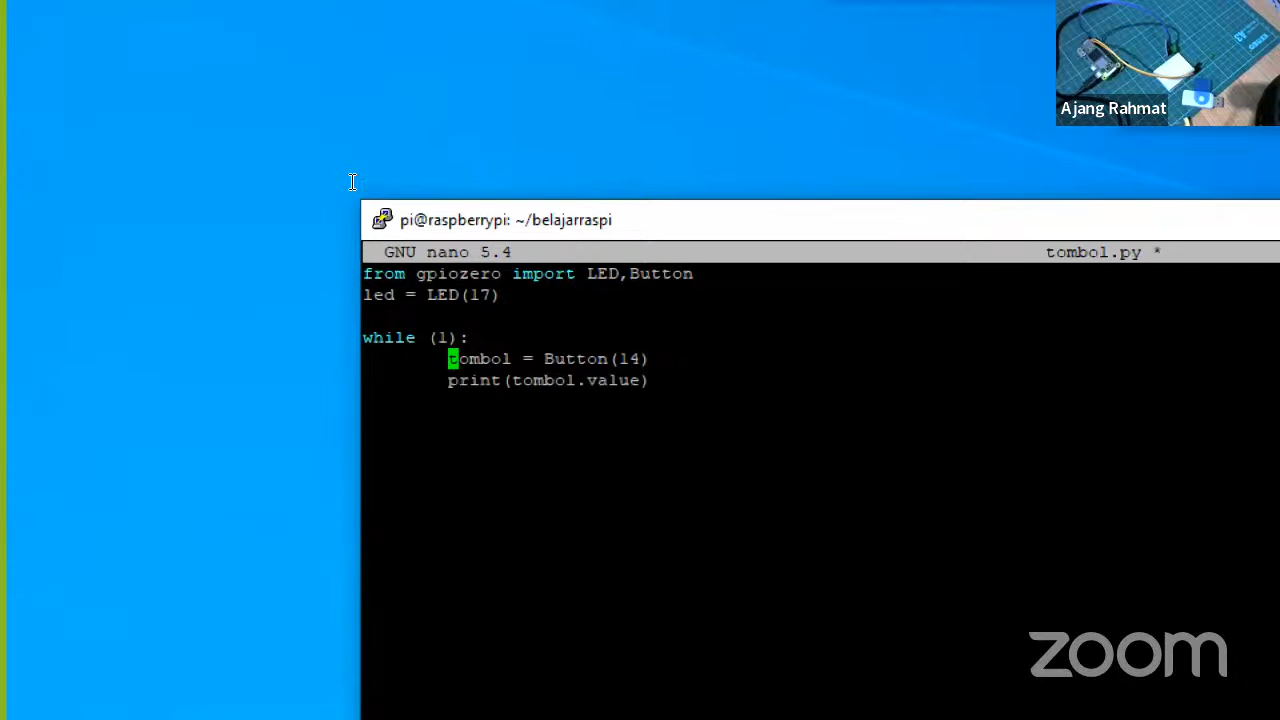 Ajang Rahmat
pi@raspberrypi: ~/belajarraspi
GNU nano 5.4 tombol.py *
from gpiozero import LED,Button
led = LED(17)
while (1):
tombol = Button(14)
print(tombol.value)
zoom